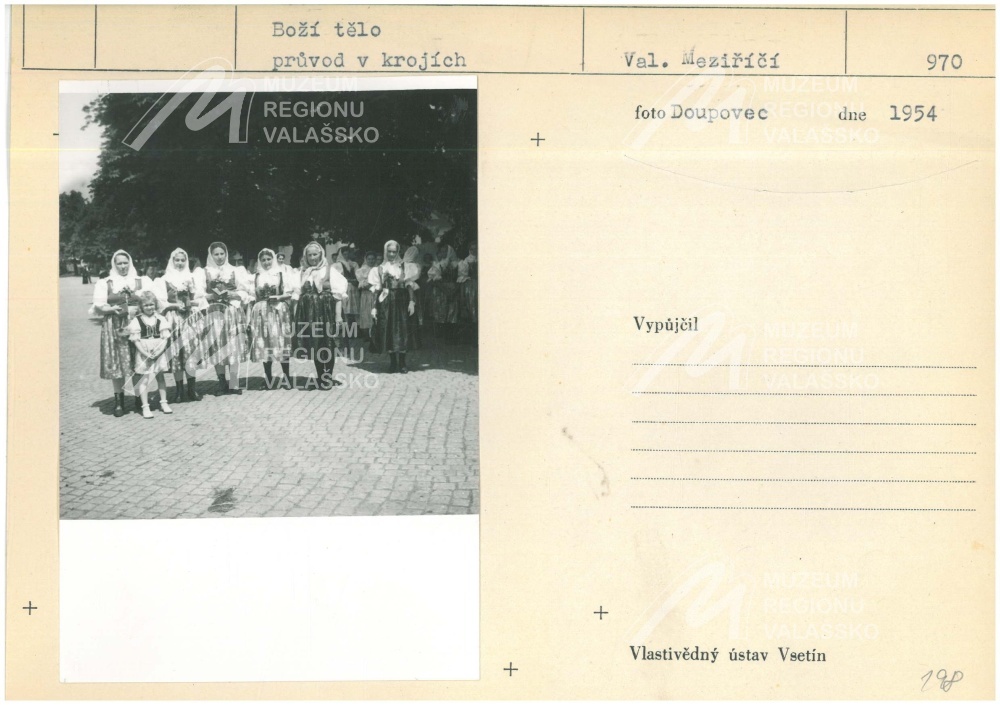 Boží tělo
průvod v krojích
Val. Meziříčí
970
foto Doupovec dne 1954
MUZEUM
REGIONU
VALAŠSKO
MUZEUM
REGIONU
VALAŠSKO
Vypůjčil
MUZEUM
REGIONU
VALAŠSKO
MUZEUM
REGIONU
VALAŠSKO
MUZEUM
REGIONU
VALAŠSKO
Vlastivědný ústav Vsetín
198